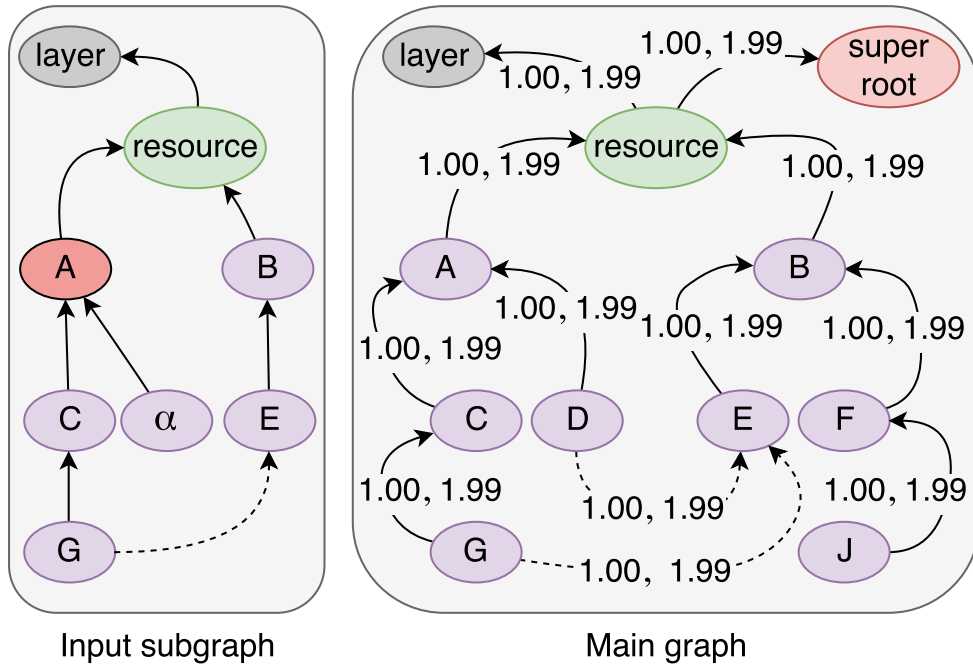 layer
resource
A
B
C
α
E
G
Input subgraph
layer
1.00, 1.99
1.00, 1.99
super
root
resource
1.00, 1.99
1.00, 1.99
A
B
1.00, 1.99
1.00, 1.99
1.00, 1.99
1.00, 1.99
C
D
E
F
1.00, 1.99
1.00, 1.99
1.00, 1.99
G
1.00, 1.99
J
Main graph